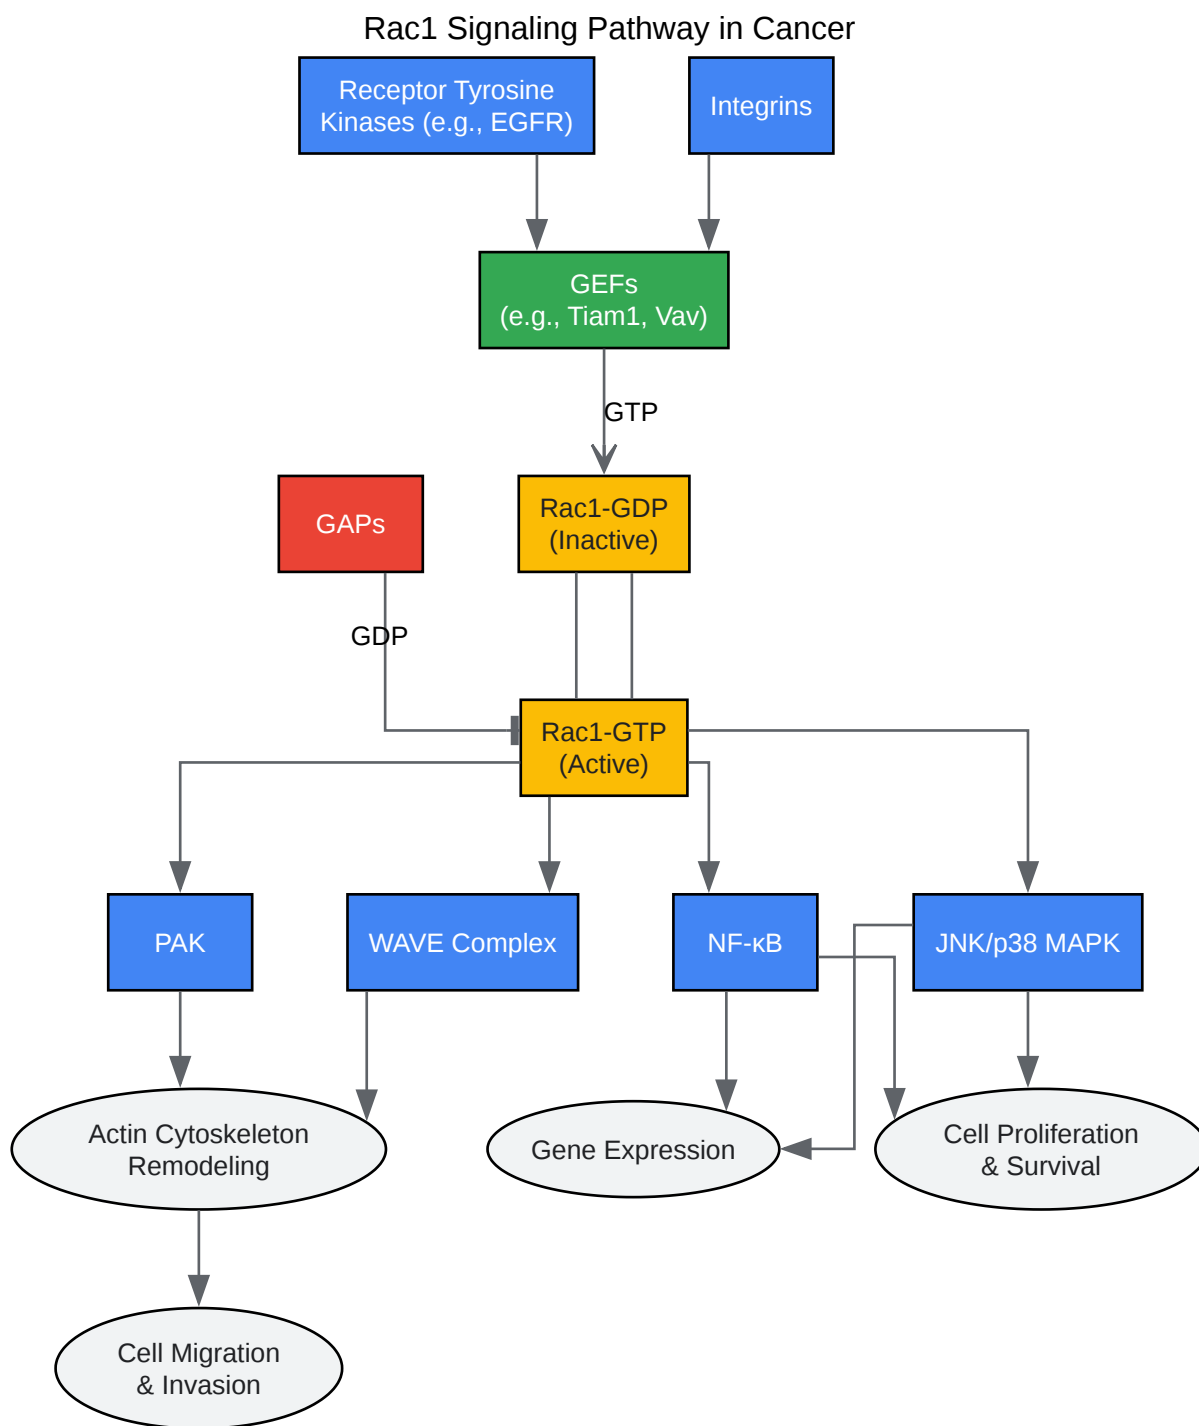 Rac1 Signaling Pathway in Cancer
Receptor Tyrosine
Kinases (e.g., EGFR)
Integrins
GEFs
(e.g., Tiam1, Vav)
GTP
GAPs
Rac1-GDP
(Inactive)
GDP
Rac1-GTP
(Active)
PAK
WAVE Complex
NF-κB
JNK/p38 MAPK
Actin Cytoskeleton
Remodeling
Gene Expression
Cell Proliferation
& Survival
Cell Migration
& Invasion